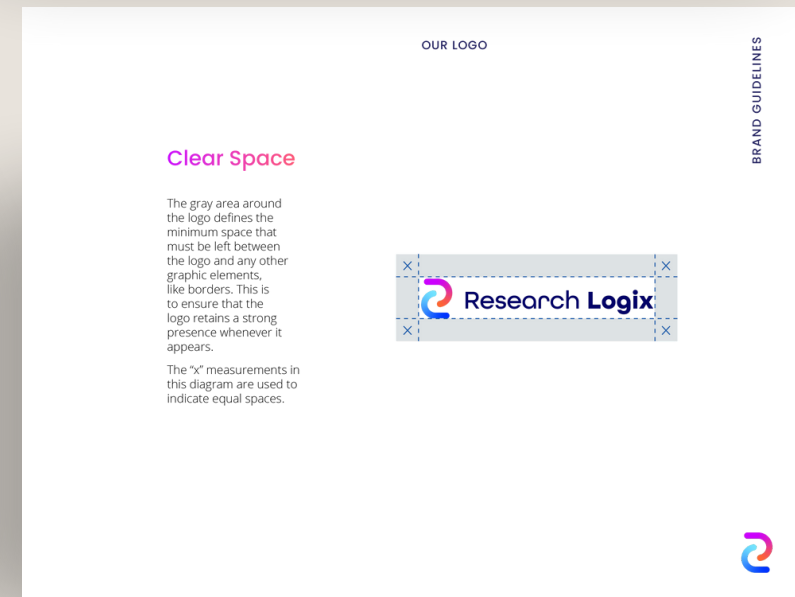 OUR LOGO
BRAND GUIDELINES
Clear Space
The gray area around
the logo defines the
minimum space that
must be left between
the logo and any other
graphic elements,
like borders. This is
to ensure that the
logo retains a strong
presence whenever it
appears.
The “x” measurements in
this diagram are used to
indicate equal spaces.
X X
Research Logix
X X